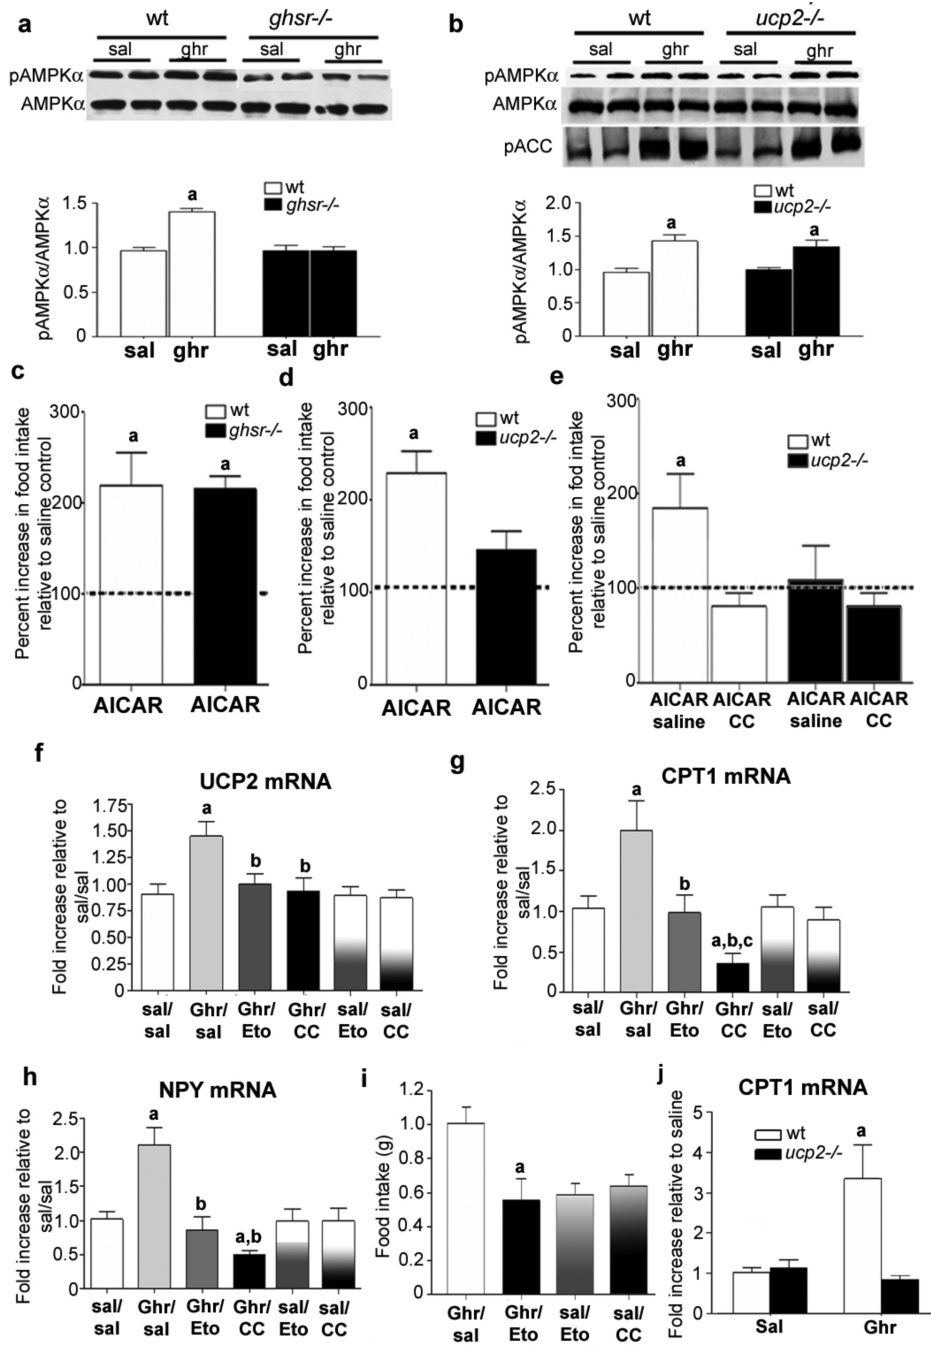 a
wt
ghsr-/-
sal ghr sal ghr
pAMPKα
AMPKα
pAMPKα/AMPKα
1.5
1.0
0.5
0
a
wt
ghsr-/-
sal ghr sal ghr
b
wt
ucp2-/-
sal ghr sal ghr
pAMPKα
AMPKα
pACC
pAMPKα/AMPKα
2.0
1.5
1.0
1.5
0
a
a
wt
ucp2-/-
sal ghr sal ghr
c
Percent increase in food intake
relative to saline control
300
200
100
0
a
a
wt
ghsr-/-
AICAR AICAR
d
Percent increase in food intake
relative to saline control
300
200
100
0
a
wt
ucp2-/-
AICAR AICAR
e
Percent increase in food intake
relative to saline control
300
200
100
0
a
wt
ucp2-/-
AICAR AICAR AICAR AICAR
saline CC saline CC
f
UCP2 mRNA
Fold increase relative to
sal/sal
1.75
1.50
1.25
1.00
0.75
0.50
0.25
0
a
b
b
sal/ Ghr/ Ghr/ Ghr/ sal/ sal/
sal sal Eto CC Eto CC
g
CPT1 mRNA
Fold increase relative to
sal/sal
2.5
2.0
1.5
1.0
0.5
0
a
b
a,b,c
sal/ Ghr/ Ghr/ Ghr/ sal/ sal/
sal sal Eto CC Eto CC
h
NPY mRNA
Fold increase relative to
sal/sal
2.5
2.0
1.5
1.0
0.5
0
a
b
a,b
sal/ Ghr/ Ghr/ Ghr/ sal/ sal/
sal sal Eto CC Eto CC
i
Food intake (g)
1.2
1.0
0.8
0.6
0.4
0.2
0
a
Ghr/ Ghr/ sal/ sal/
sal Eto Eto CC
j
CPT1 mRNA
Fold increase relative to saline
5
4
3
2
1
0
wt
ucp2-/-
a
Sal Ghr